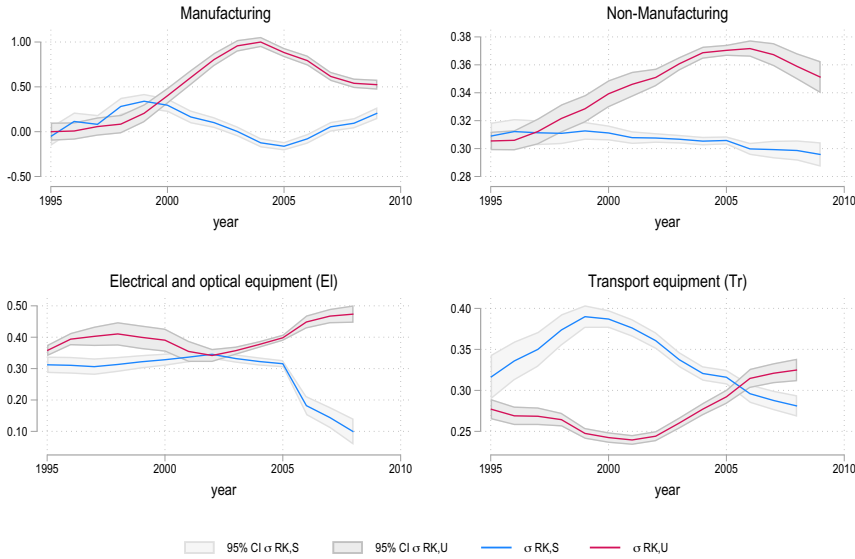 Manufacturing
1.00
0.50
0.00
-0.50
1995 2000 2005 2010
year
Non-Manufacturing
0.38
0.36
0.34
0.32
0.30
0.28
1995 2000 2005 2010
year
Electrical and optical equipment (El)
0.50
0.40
0.30
0.20
0.10
1995 2000 2005 2010
year
Transport equipment (Tr)
0.40
0.35
0.30
0.25
1995 2000 2005 2010
year
95% CI σ RK,S 95% CI σ RK,U σ RK,S σ RK,U